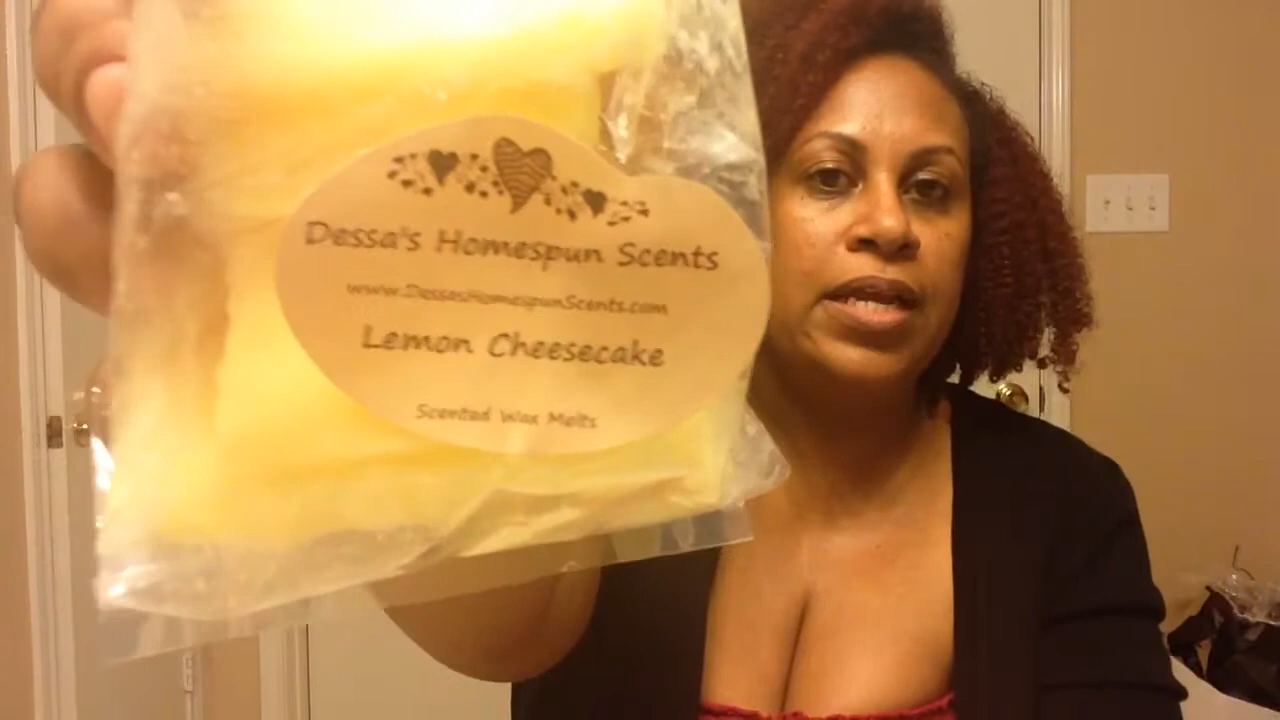 Dessa's Homespun Scents
www.DessasHomespunScents.com
Lemon Cheesecake
Scented Wax Melts